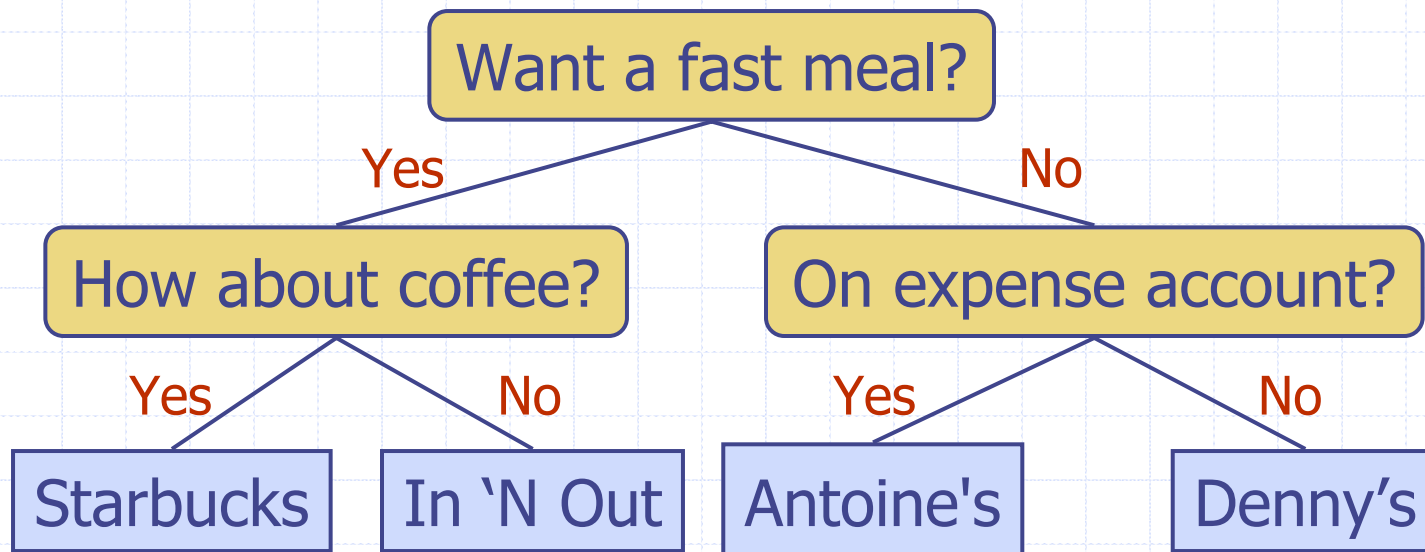 Want a fast meal?
Yes
No
How about coffee?
On expense account?
Yes
No
Yes
No
Starbucks
In ‘N Out
Antoine's
Denny’s